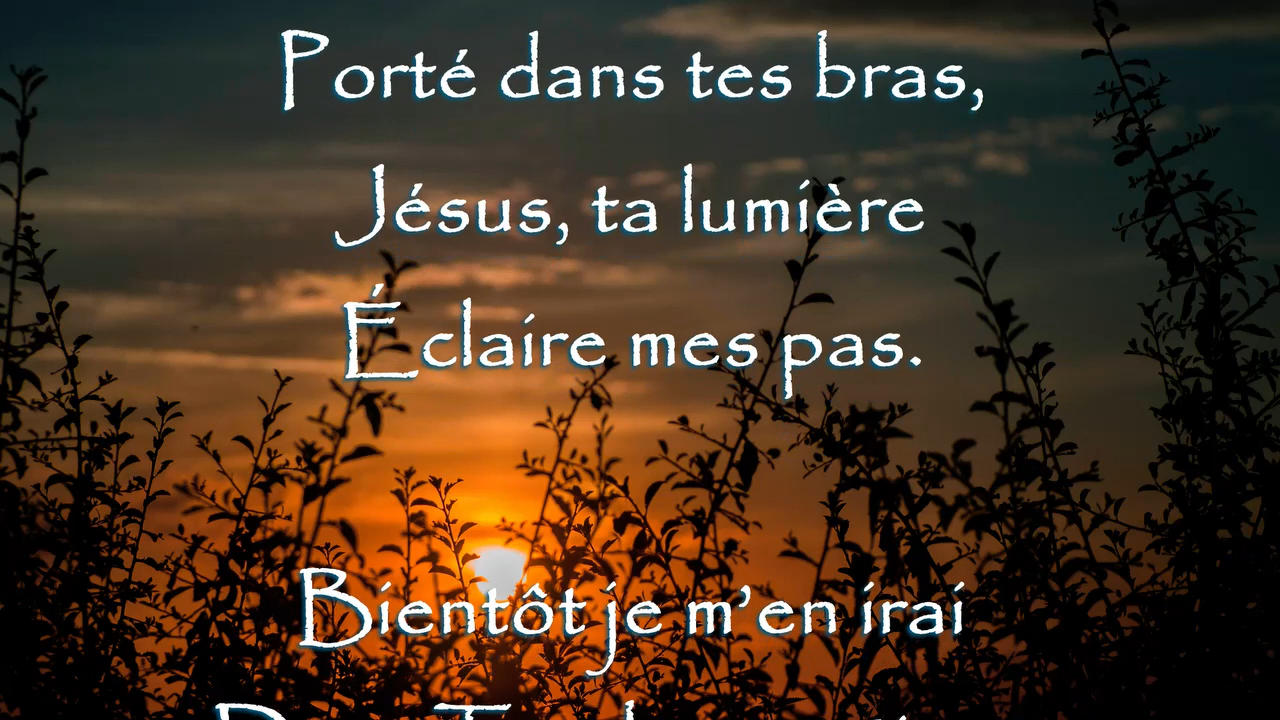 Porté dans tes bras,
Jésus, ta lumière
Éclaire mes pas.
Bientôt je m’en irai